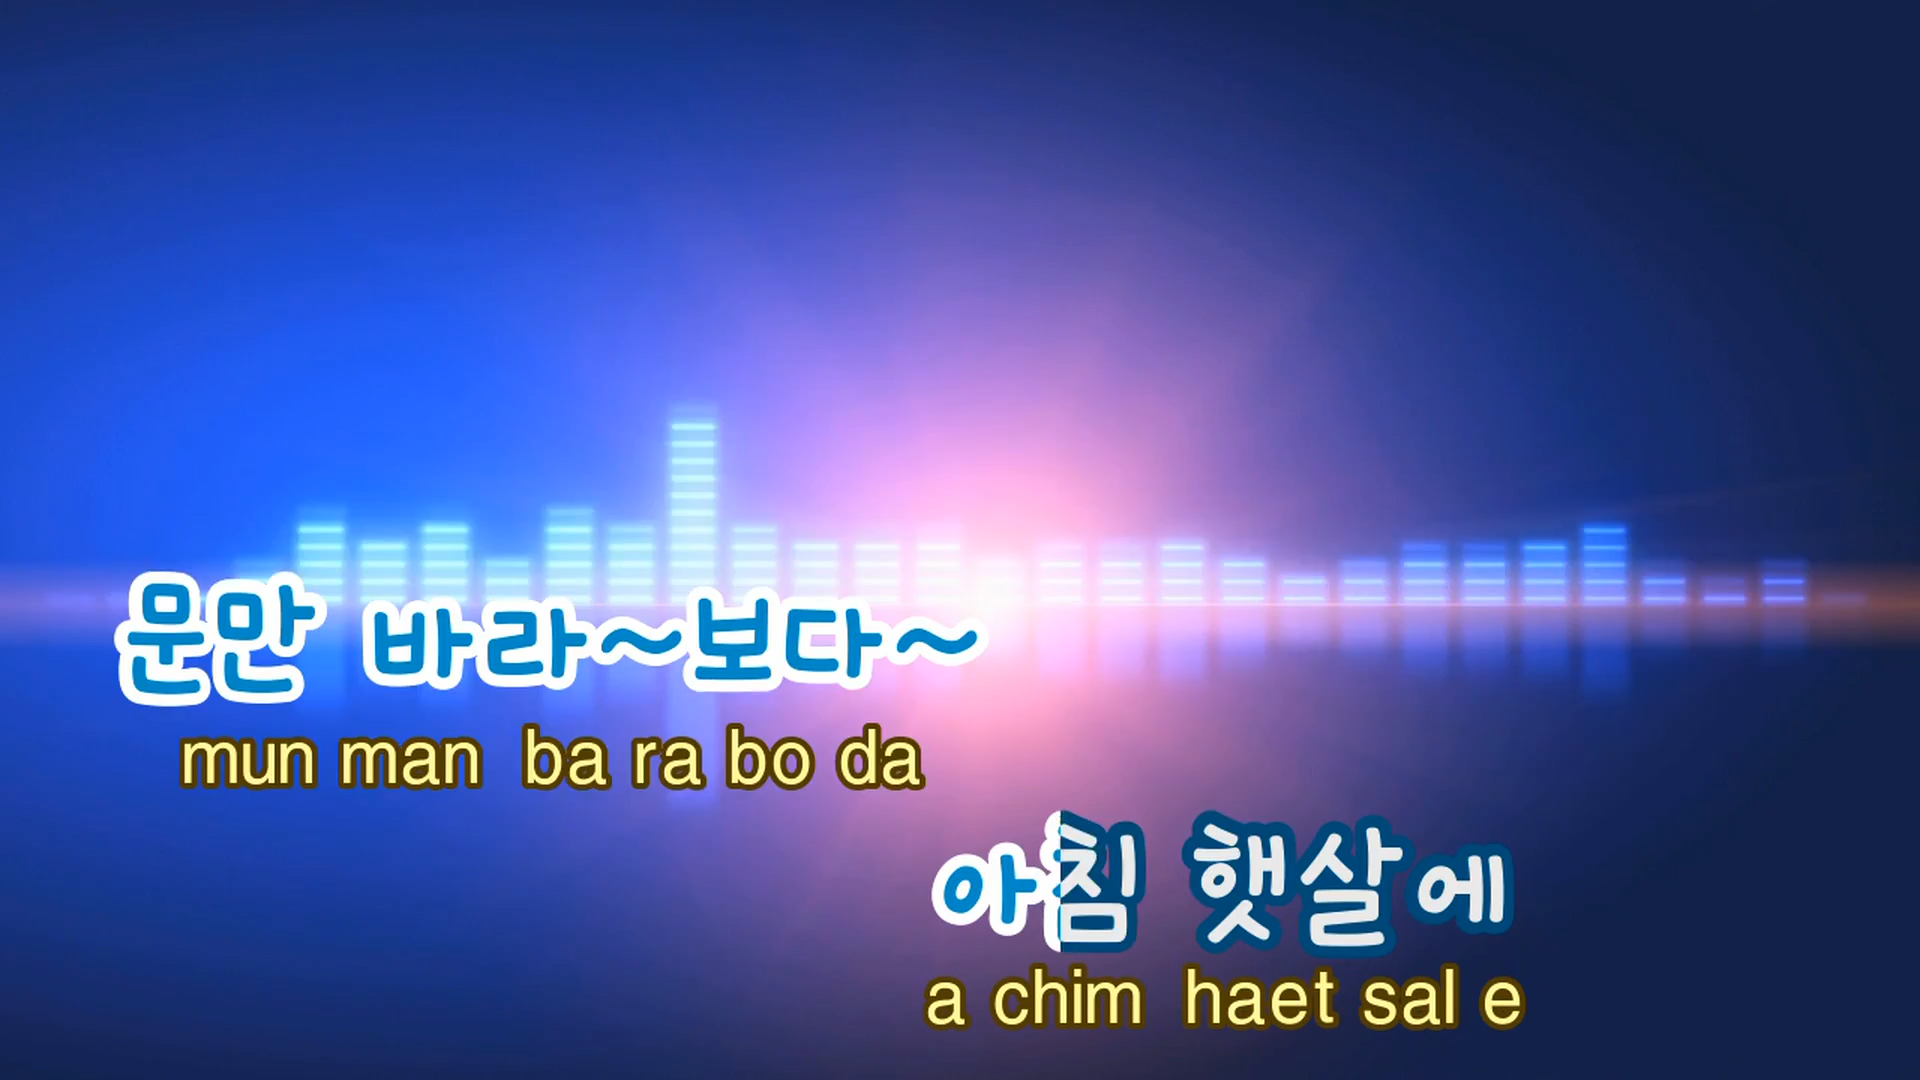 문만 바라~보다~
mun man ba ra bo da
아침 햇살에
a chim haet sal e